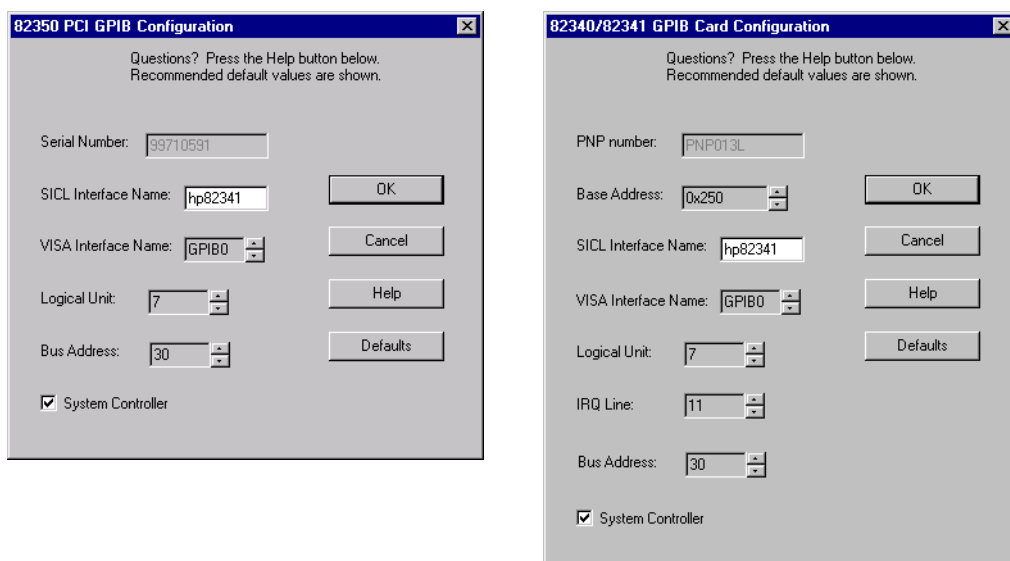 82350 PCI GPIB Configuration
Questions? Press the Help button below.
Recommended default values are shown.
Serial Number: 99710591
SICL Interface Name: hp82341
VISA Interface Name: GPIB0
Logical Unit: 7
Bus Address: 30
System Controller
OK
Cancel
Help
Defaults
82340/82341 GPIB Card Configuration
Questions? Press the Help button below.
Recommended default values are shown.
PNP number: PNP013L
Base Address: 0x250
SICL Interface Name: hp82341
VISA Interface Name: GPIB0
Logical Unit: 7
IRQ Line: 11
Bus Address: 30
System Controller
OK
Cancel
Help
Defaults